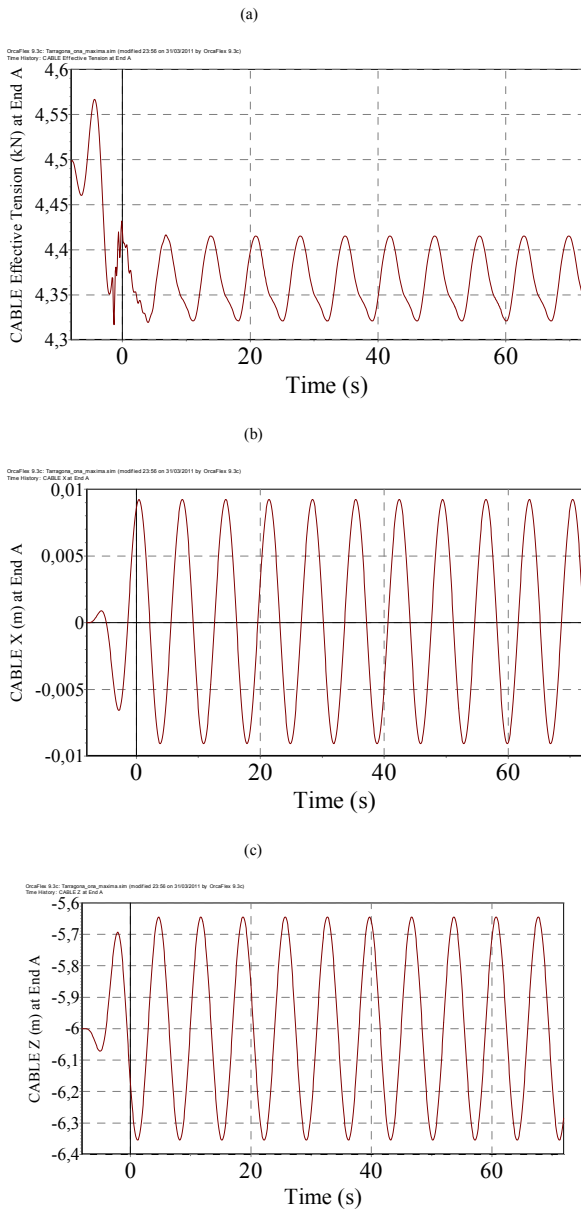 (a)
OrcaFlex 9.3c: Tarragona_ona_maxima.sim (modified 23:56 on 31/03/2011 by OrcaFlex 9.3c)
Time History: CABLE Effective Tension at End A
4,6
4,55
4,5
4,45
4,4
4,35
4,3
CABLE Effective Tension (kN) at End A
0 20 40 60
Time (s)
(b)
OrcaFlex 9.3c: Tarragona_ona_maxima.sim (modified 23:56 on 31/03/2011 by OrcaFlex 9.3c)
Time History: CABLE X at End A
0,01
0,005
0
-0,005
-0,01
CABLE X (m) at End A
0 20 40 60
Time (s)
(c)
OrcaFlex 9.3c: Tarragona_ona_maxima.sim (modified 23:56 on 31/03/2011 by OrcaFlex 9.3c)
Time History: CABLE Z at End A
-5,6
-5,7
-5,8
-5,9
-6
-6,1
-6,2
-6,3
-6,4
CABLE Z (m) at End A
0 20 40 60
Time (s)